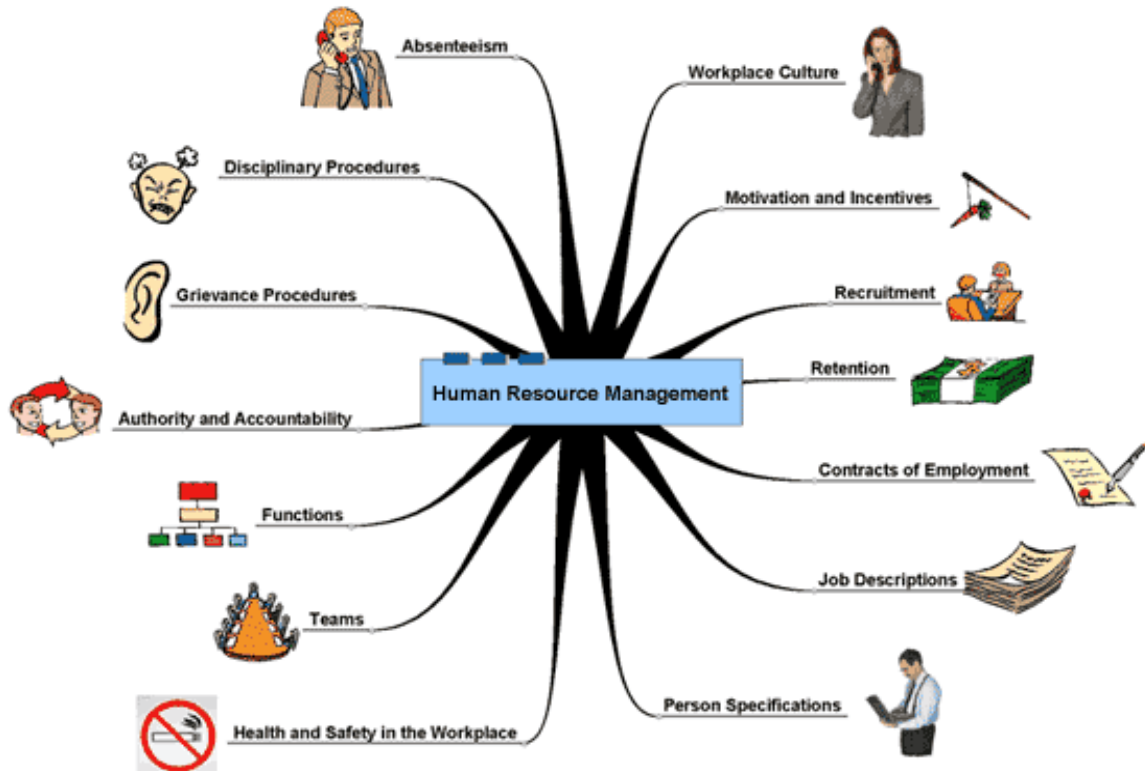 Absenteeism
Workplace Culture
Disciplinary Procedures
Motivation and Incentives
Grievance Procedures
Recruitment
Retention
Human Resource Management
Authority and Accountability
Contracts of Employment
Functions
Job Descriptions
Teams
Person Specifications
Health and Safety in the Workplace